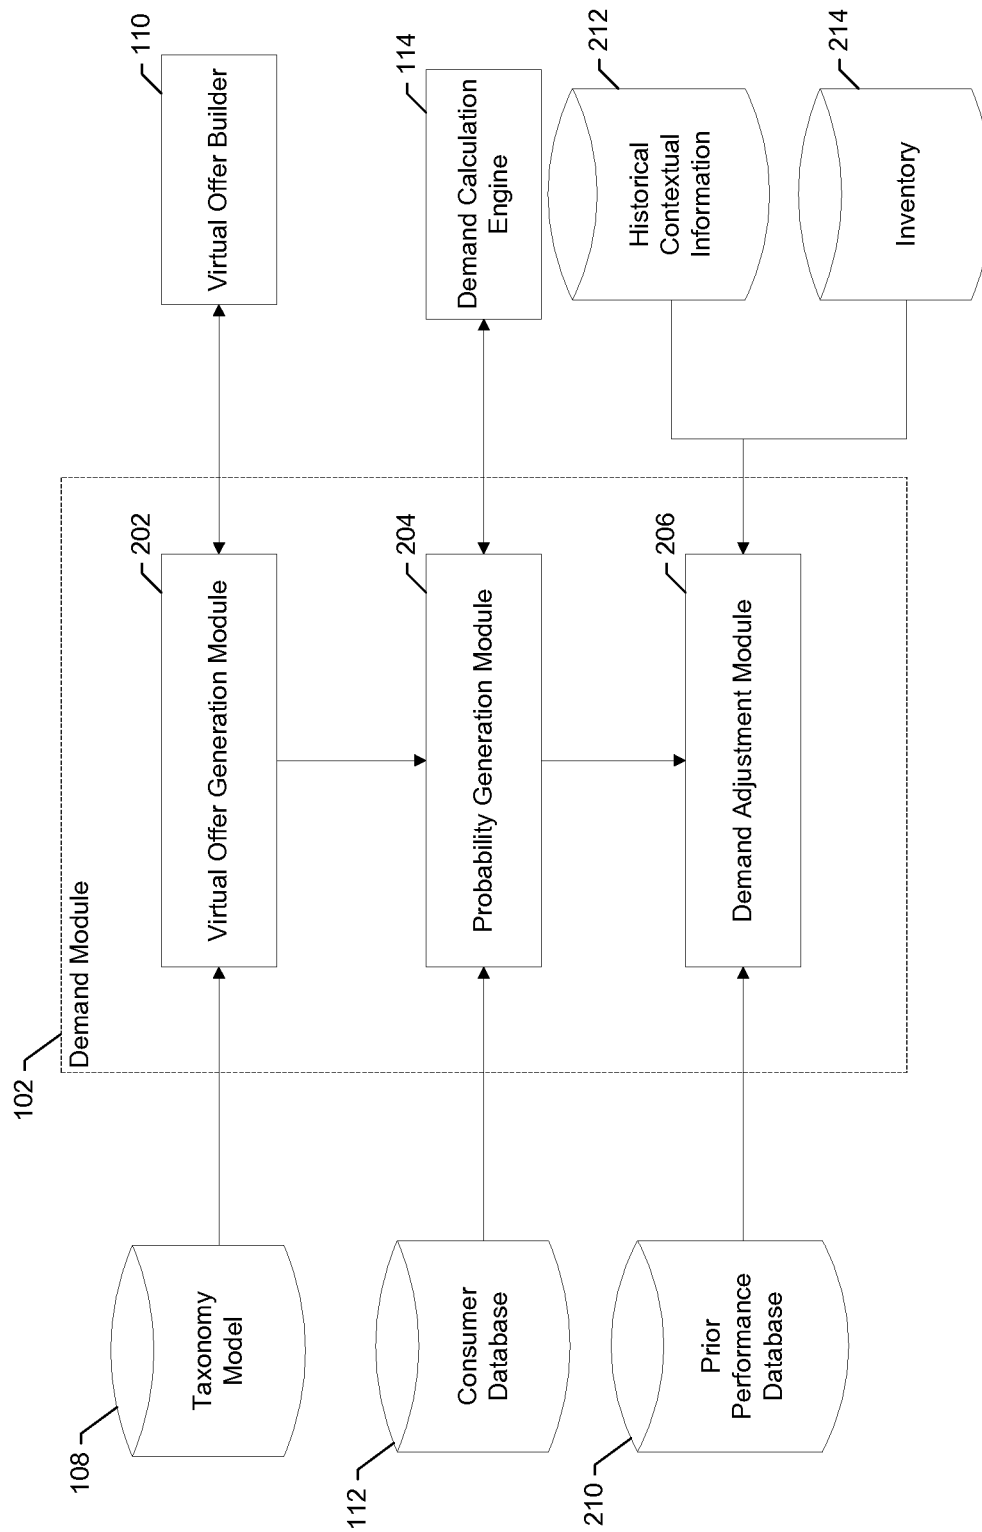 102
Demand Module
108
Taxonomy
Model
202
Virtual Offer Generation Module
110
Virtual Offer Builder
112
Consumer
Database
204
Probability Generation Module
114
Demand Calculation
Engine
210
Prior
Performance
Database
206
Demand Adjustment Module
212
Historical
Contextual
Information
214
Inventory